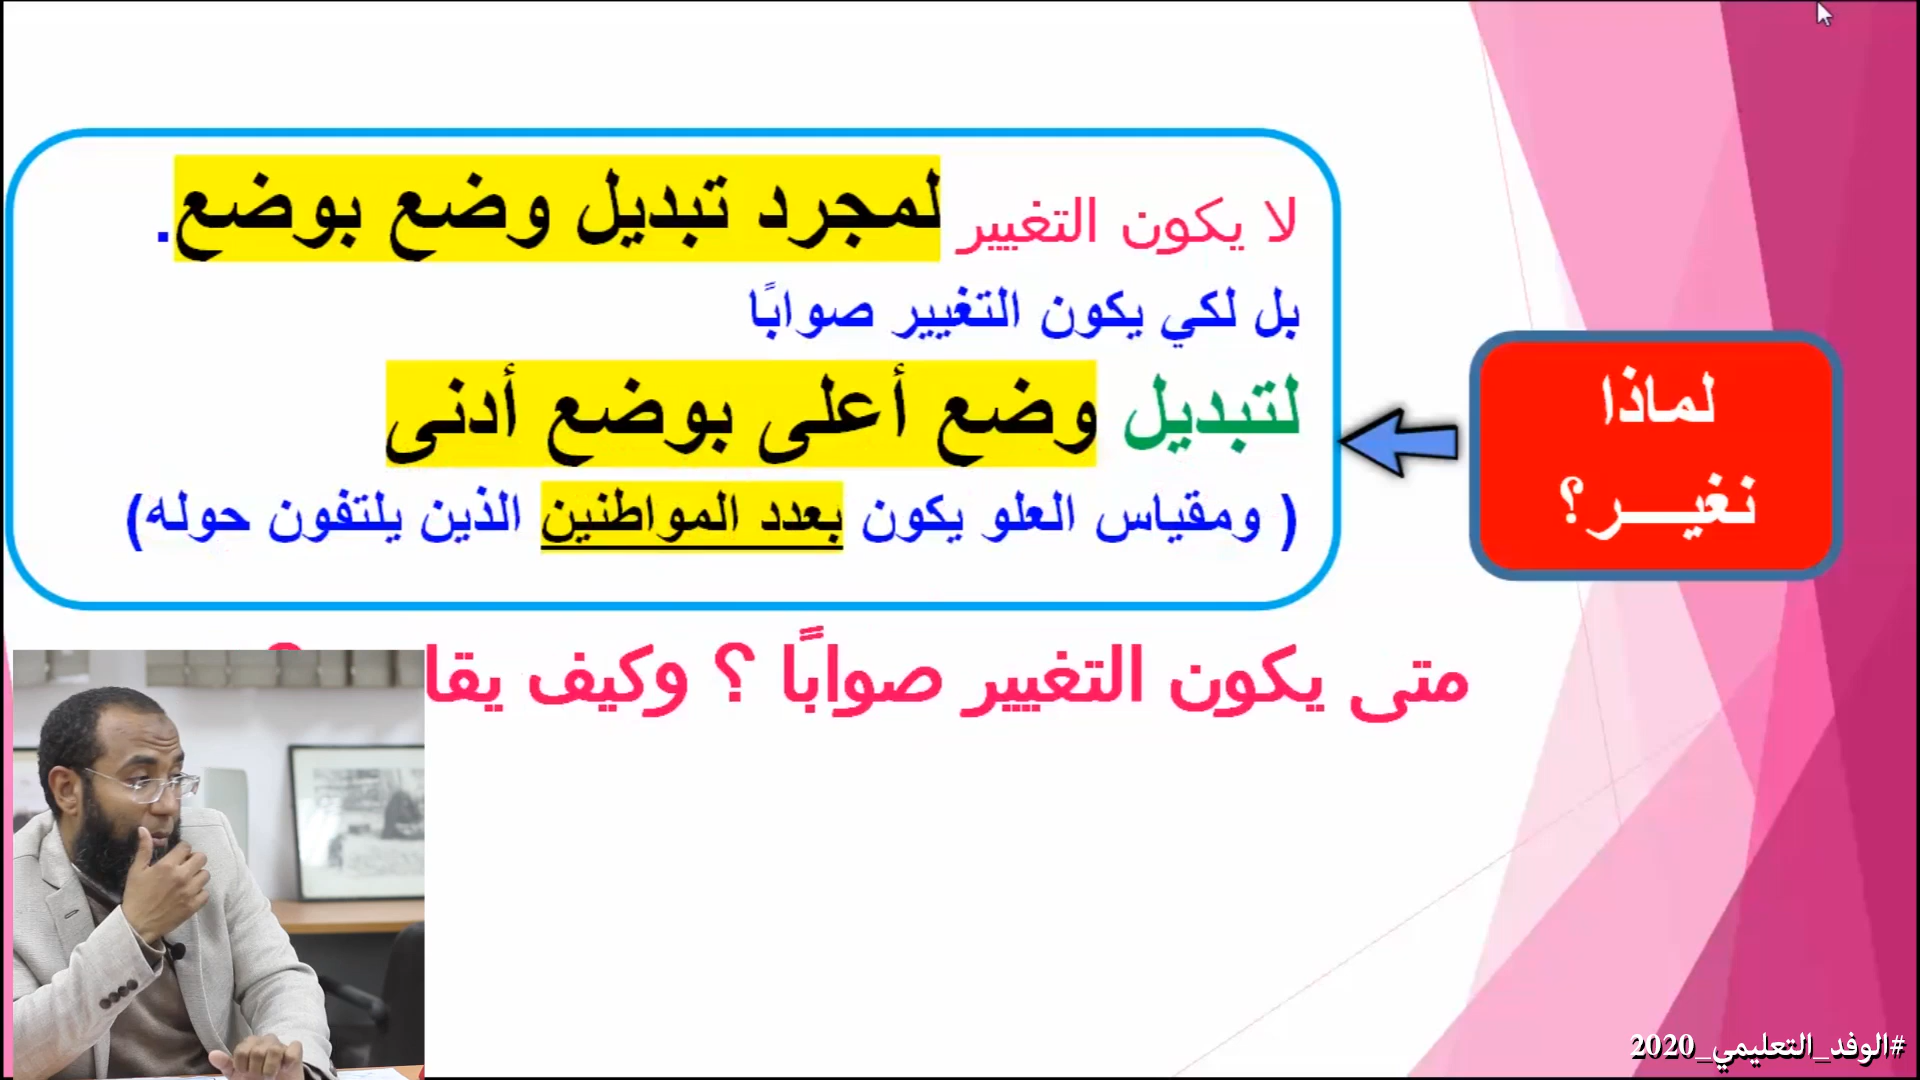 لماذا
نغيـــر؟
لا يكون التغيير لمجرد تبديل وضع بوضع.
بل لكي يكون التغيير صوابًا
لتبديل وضع أعلى بوضع أدنى
( ومقياس العلو يكون بعدد المواطنين الذين يلتفون حوله)
متى يكون التغيير صوابًا ؟ وكيف
#الوفد_التعليمي_2020